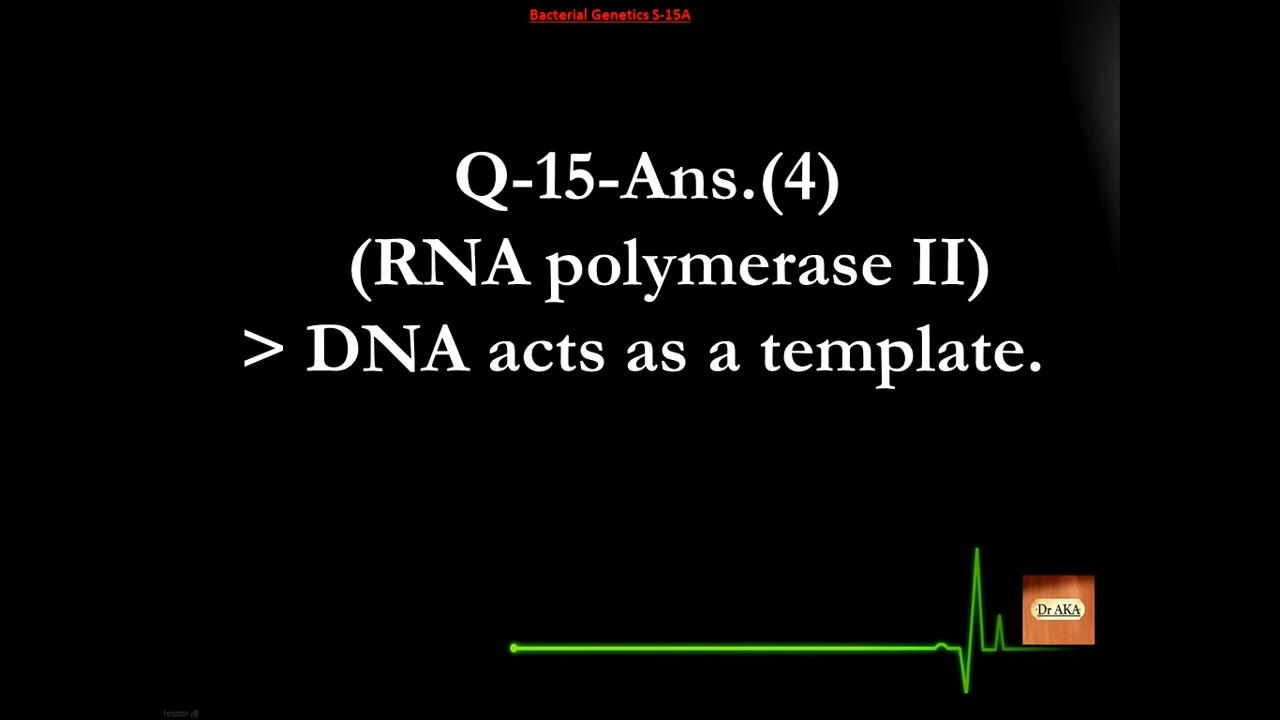 Bacterial Genetics S-15A
Q-15-Ans.(4)
(RNA polymerase II)
> DNA acts as a template.
Dr AKA